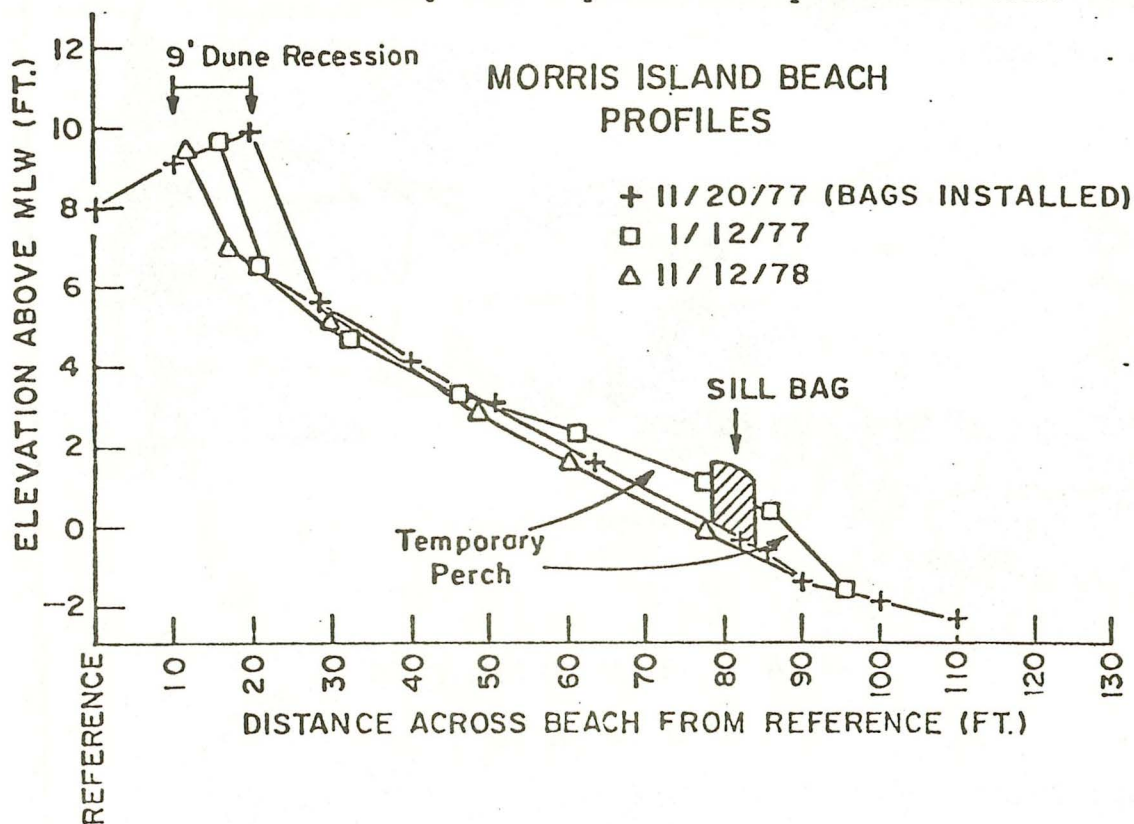 9' Dune Recession
MORRIS ISLAND BEACH
PROFILES
+ 11/20/77 (BAGS INSTALLED)
□ 1/12/77
△ 11/12/78
SILL BAG
Temporary
Perch
ELEVATION ABOVE MLW (FT.)
12
10
8
6
4
2
0
-2
REFERENCE
10
20
30
40
50
60
70
80
90
100
110
120
130
DISTANCE ACROSS BEACH FROM REFERENCE (FT.)